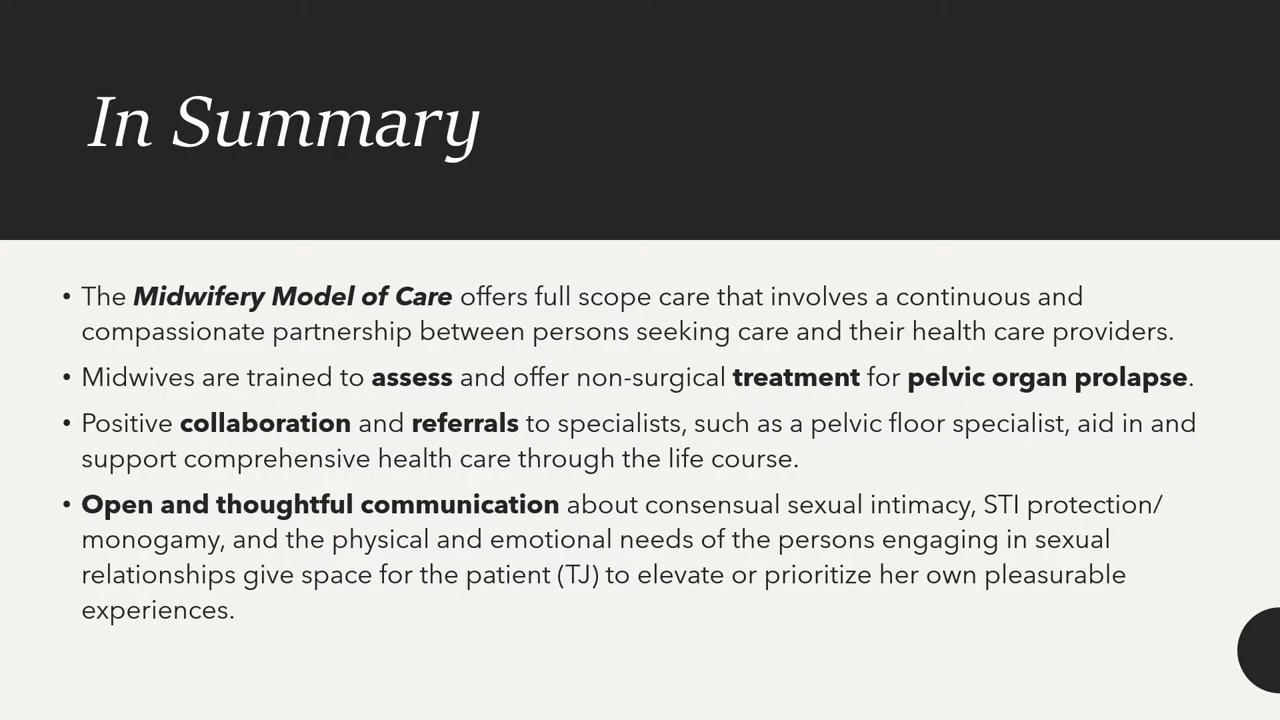 In Summary
• The Midwifery Model of Care offers full scope care that involves a continuous and
compassionate partnership between persons seeking care and their health care providers.
• Midwives are trained to assess and offer non-surgical treatment for pelvic organ prolapse.
• Positive collaboration and referrals to specialists, such as a pelvic floor specialist, aid in and
support comprehensive health care through the life course.
• Open and thoughtful communication about consensual sexual intimacy, STI protection/
monogamy, and the physical and emotional needs of the persons engaging in sexual
relationships give space for the patient (TJ) to elevate or prioritize her own pleasurable
experiences.